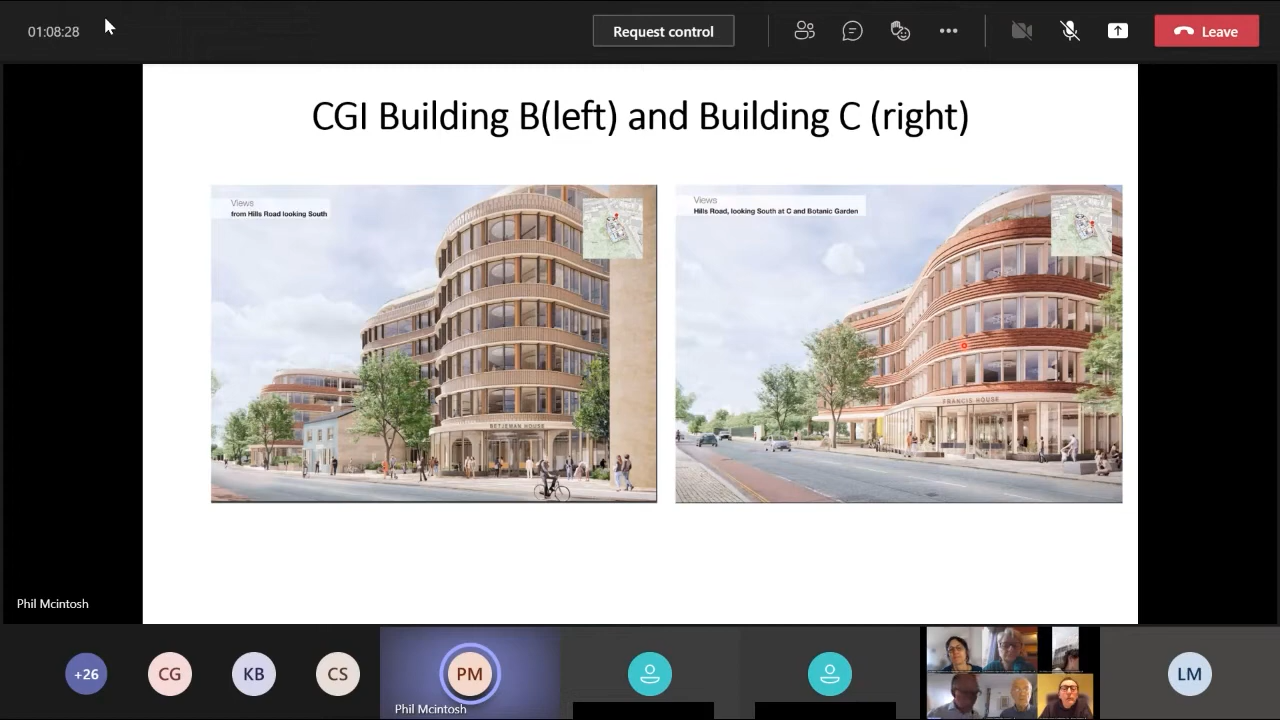 01:08:28
Request control
Leave
CGI Building B(left) and Building C (right)
Views
from Hills Road looking South
BETJEMAN HOUSE
Views
Hills Road, looking South at C and Botanic Garden
FRANCIS HOUSE
Phil Mcintosh
+26
CG
KB
CS
PM
Phil Mcintosh
LM